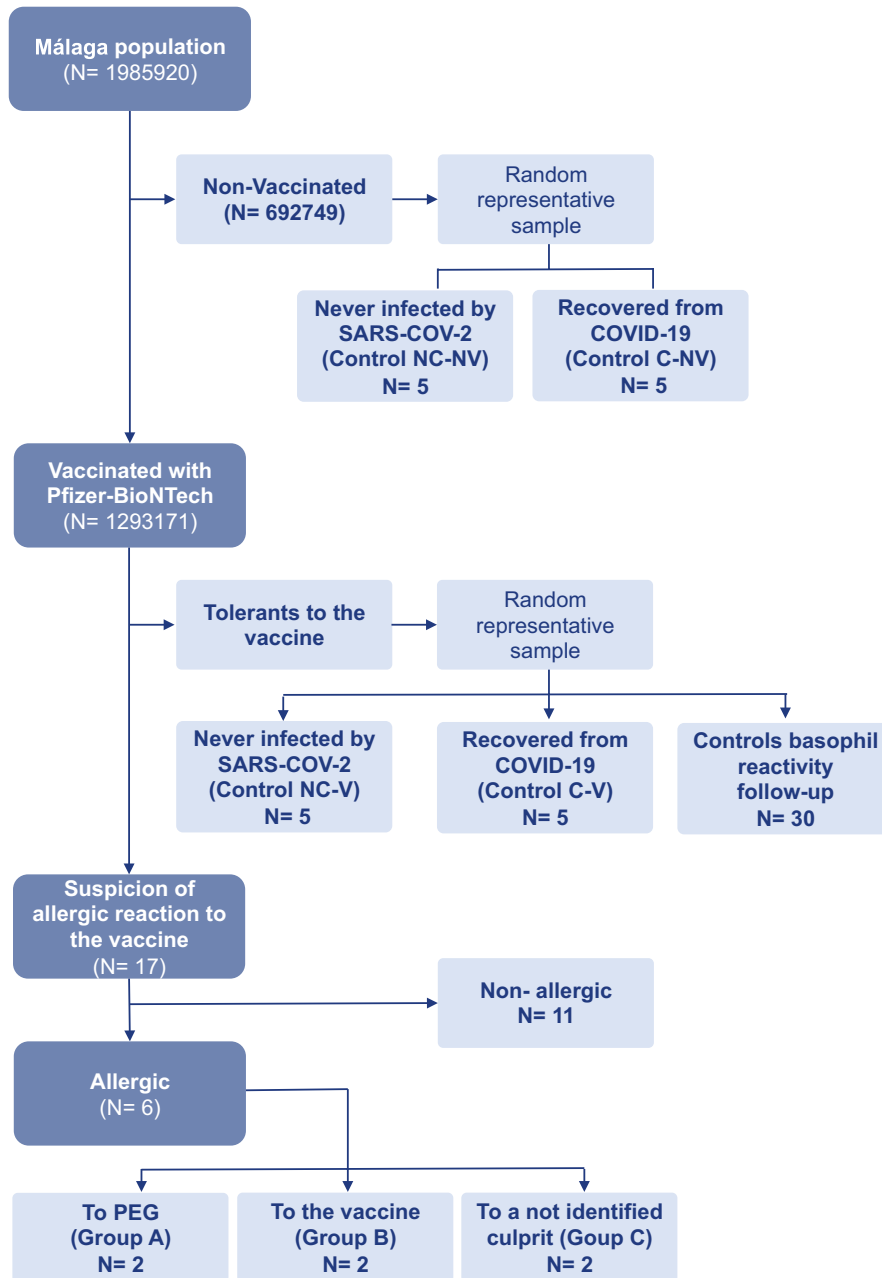 Málaga population
(N= 1985920)
Non-Vaccinated
(N= 692749)
Random
representative
sample
Never infected by
SARS-COV-2
(Control NC-NV)
N= 5
Recovered from
COVID-19
(Control C-NV)
N= 5
Vaccinated with
Pfizer-BioNTech
(N= 1293171)
Tolerants to the
vaccine
Random
representative
sample
Never infected by
SARS-COV-2
(Control NC-V)
N= 5
Recovered from
COVID-19
(Control C-V)
N= 5
Controls basophil
reactivity
follow-up
N= 30
Suspicion of
allergic reaction to
the vaccine
(N= 17)
Non- allergic
N= 11
Allergic
(N= 6)
To PEG
(Group A)
N= 2
To the vaccine
(Group B)
N= 2
To a not identified
culprit (Goup C)
N= 2